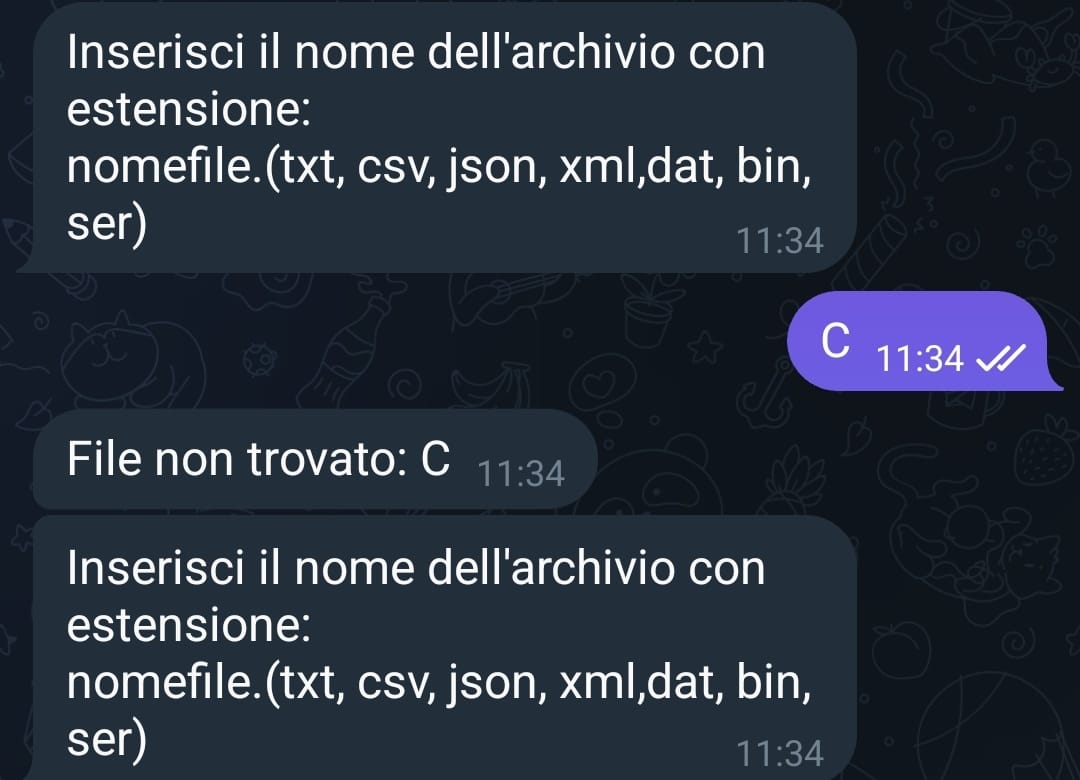 Inserisci il nome dell'archivio con
estensione:
nomefile.(txt, csv, json, xml,dat, bin,
ser)
11:34
C 11:34
File non trovato: C 11:34
Inserisci il nome dell'archivio con
estensione:
nomefile.(txt, csv, json, xml,dat, bin,
ser)
11:34